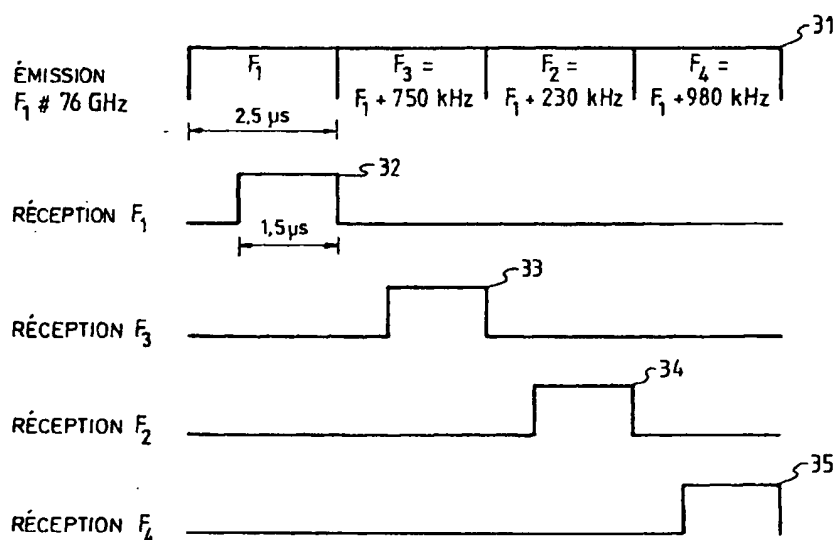 31
ÉMISSION
F₁ # 76 GHz
F₁
F₃ =
F₁ + 750 kHz
F₂ =
F₁ + 230 kHz
F₄ =
F₁ + 980 kHz
2,5 µs
32
RÉCEPTION F₁
1,5 µs
33
RÉCEPTION F₃
34
RÉCEPTION F₂
35
RÉCEPTION F₄